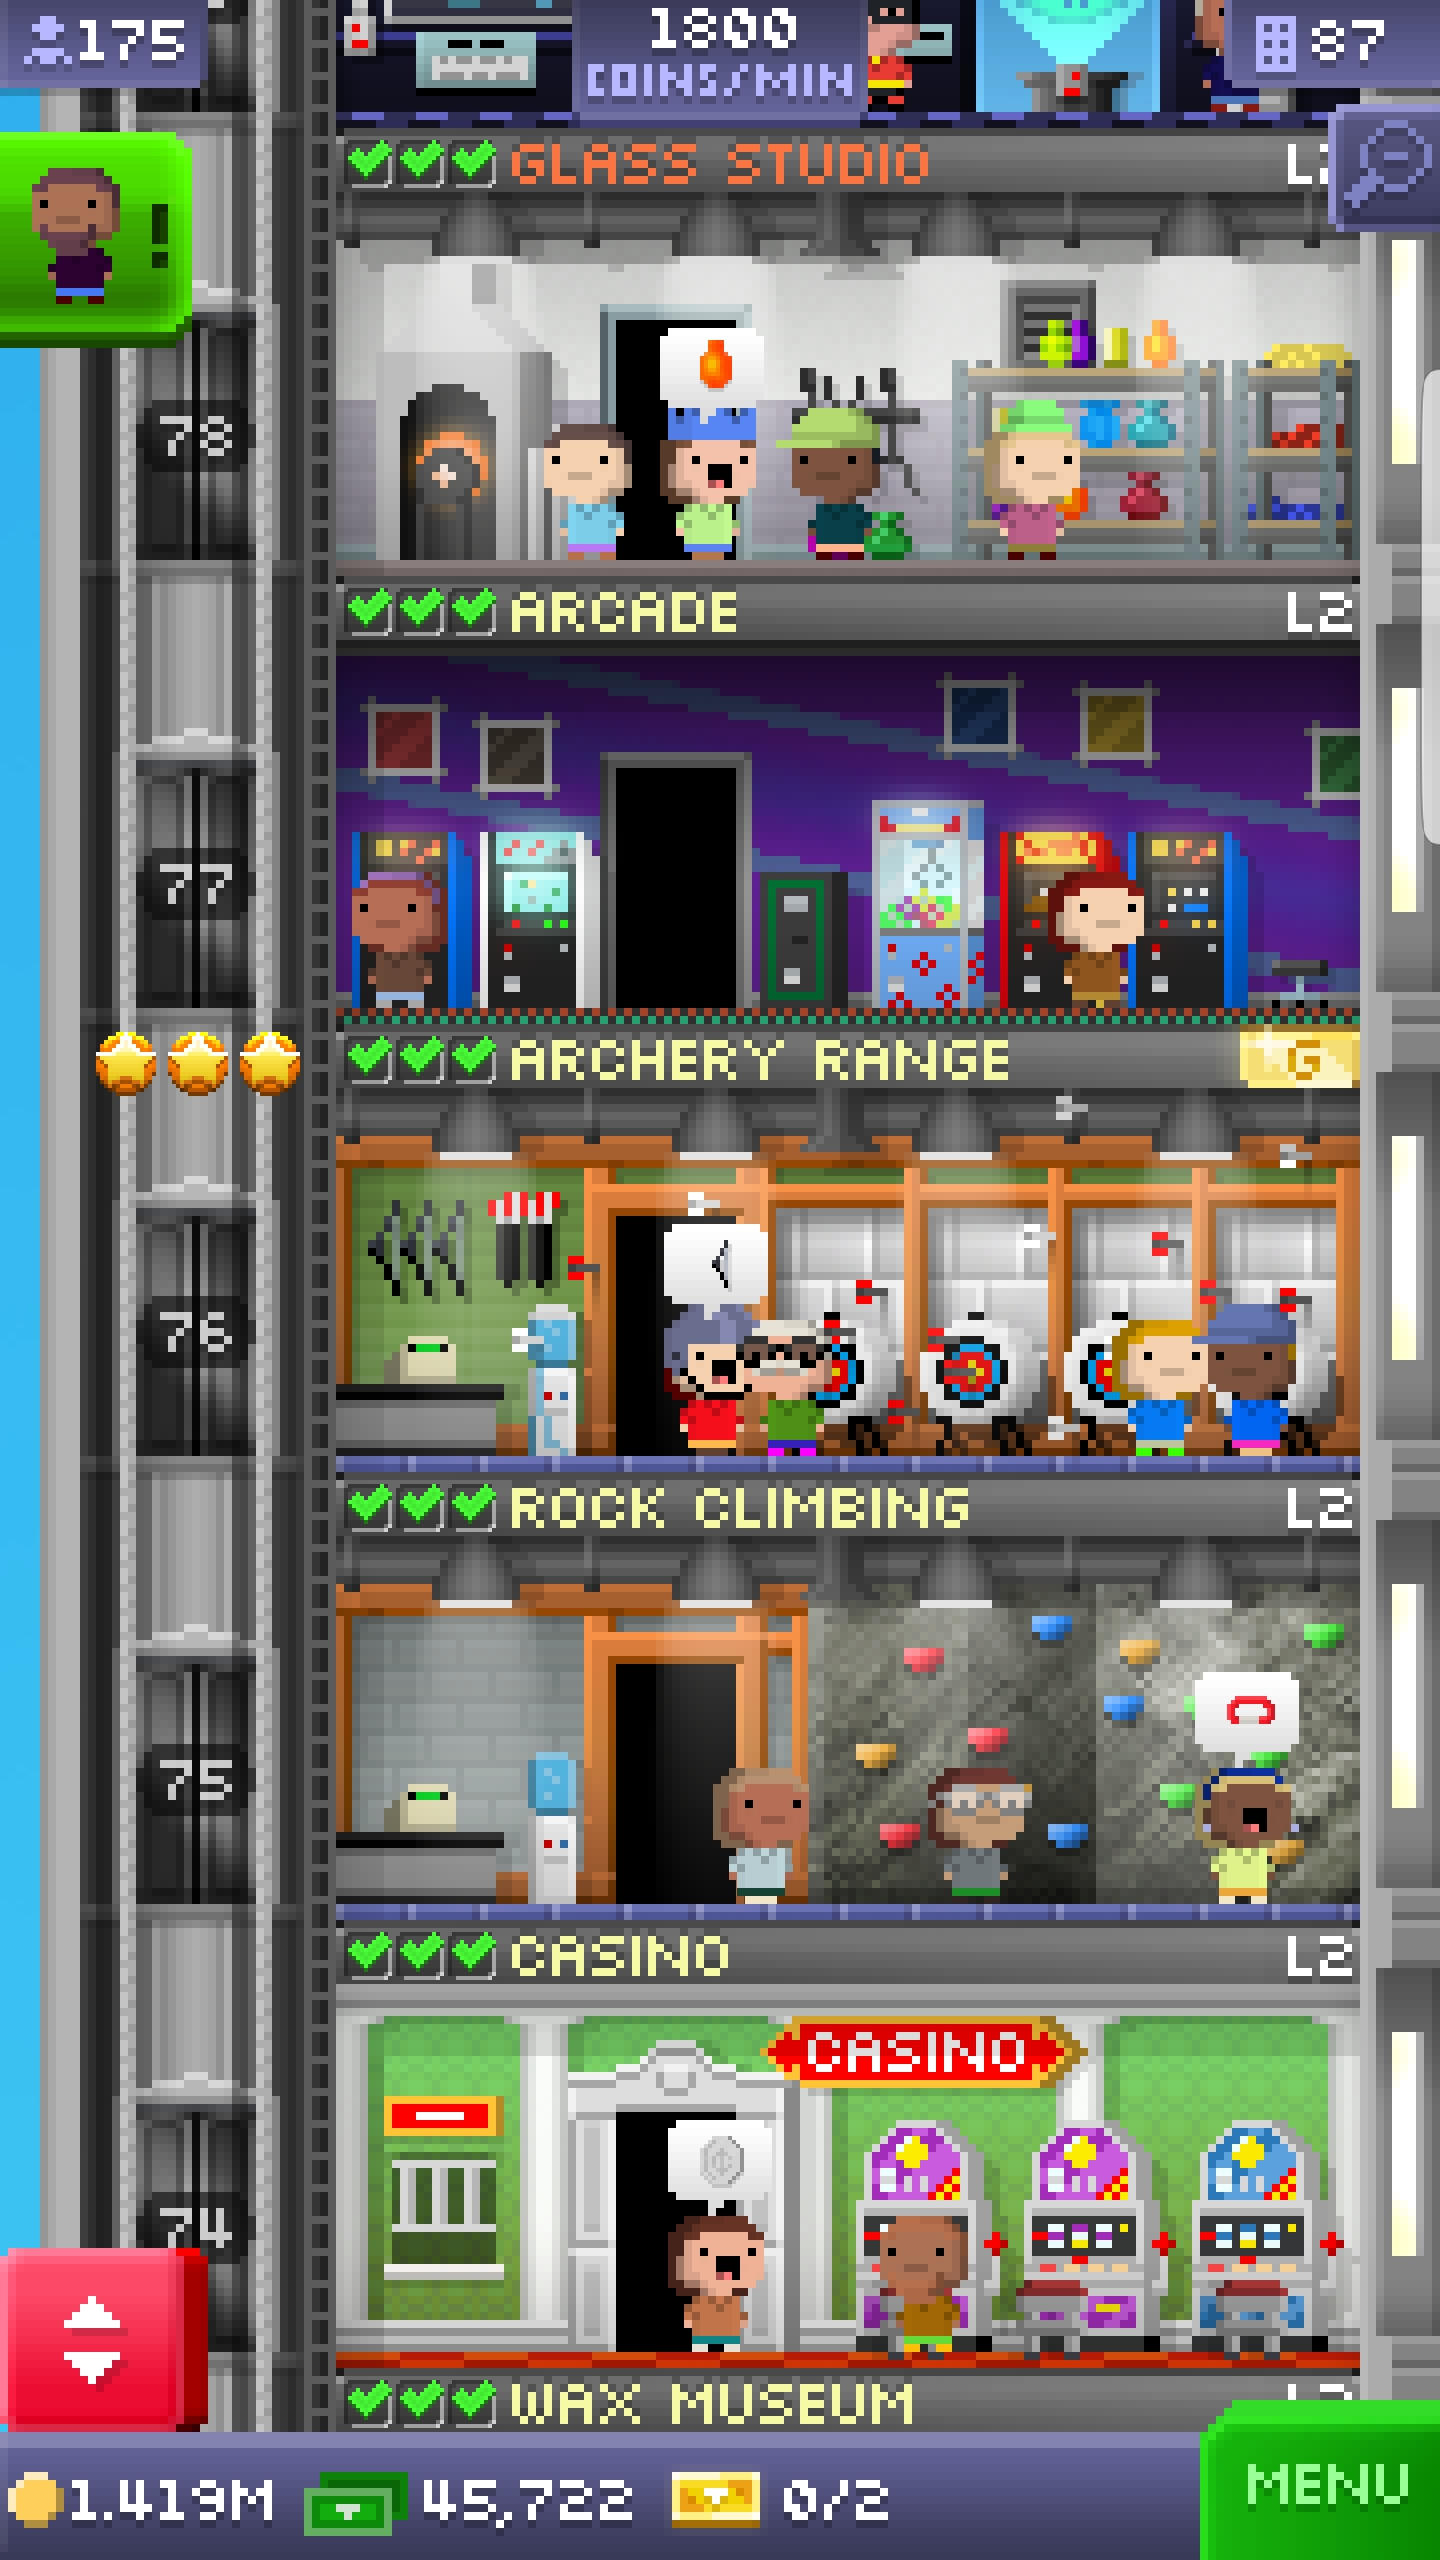 175
1800
COINS/MIN
87
GLASS STUDIO
!
78
ARCADE L2
77
ARCHERY RANGE G
76
ROCK CLIMBING L2
75
CASINO L2
CASINO
74
WAX MUSEUM
1.419M 45,722 0/2
MENU